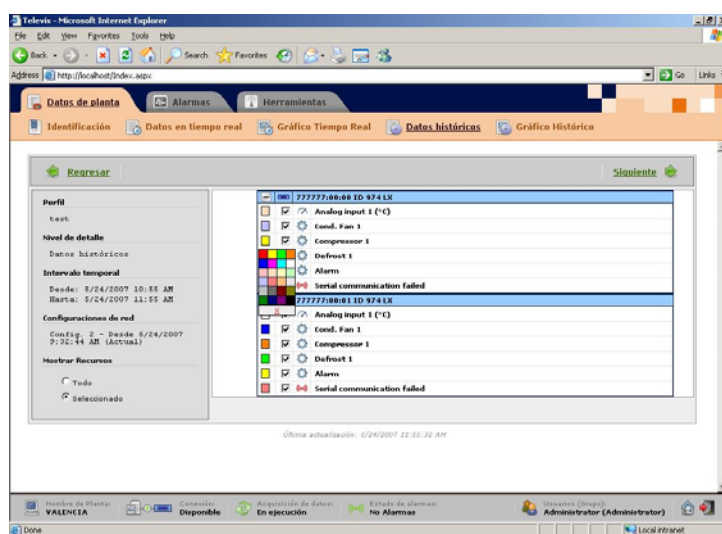 Televis - Microsoft Internet Explorer
File Edit View Favorites Tools Help
Back Search Favorites
Address http://localhost/Index.aspx Go Links
Datos de planta Alarmas Herramientas
Identificación Datos en tiempo real Gráfico Tiempo Real Datos históricos Gráfico Histórico
Regresar Siguiente
Perfil
test
Nivel de detalle
Datos históricos
Intervalo temporal
Desde: 5/24/2007 10:55 AM
Hasta: 5/24/2007 11:55 AM
Configuraciones de red
Config. 2 - Desde 5/24/2007
9:32:44 AM (Actual)
Mostrar Recursos
Todo
Seleccionado
777777:00:00 ID 974 LX
Analog input 1 (°C)
Cond. Fan 1
Compressor 1
Defrost 1
Alarm
Serial communication failed
777777:00:01 ID 974 LX
Analog input 1 (°C)
Cond. Fan 1
Compressor 1
Defrost 1
Alarm
Serial communication failed
Última actualización: 5/24/2007 11:55:32 AM
Nombre de Planta: Conexión: Adquisición de datos: Estado de alarmas: Usuarios (Grupo):
VALENCIA Disponible En ejecución No Alarmas Administrator (Administrator)
Done Local intranet